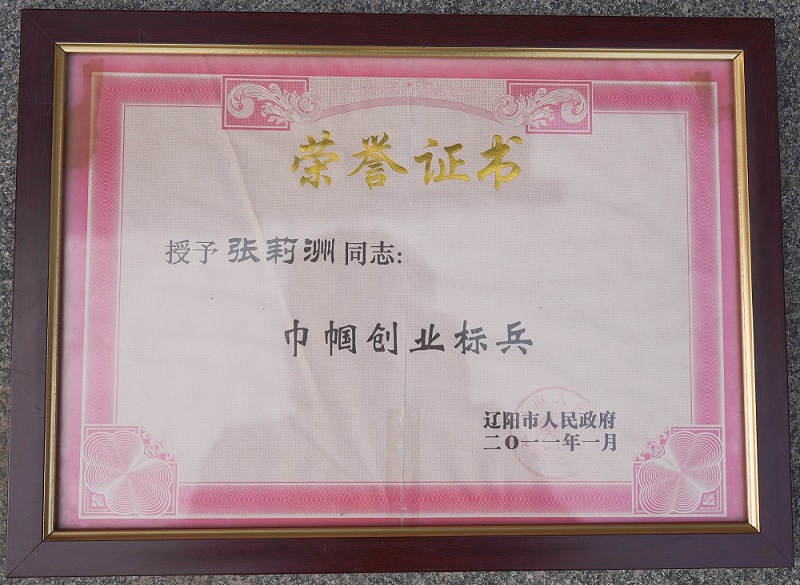 荣誉证书
授予张莉洲同志:
巾帼创业标兵
辽阳市人民政府
二〇一一年一月